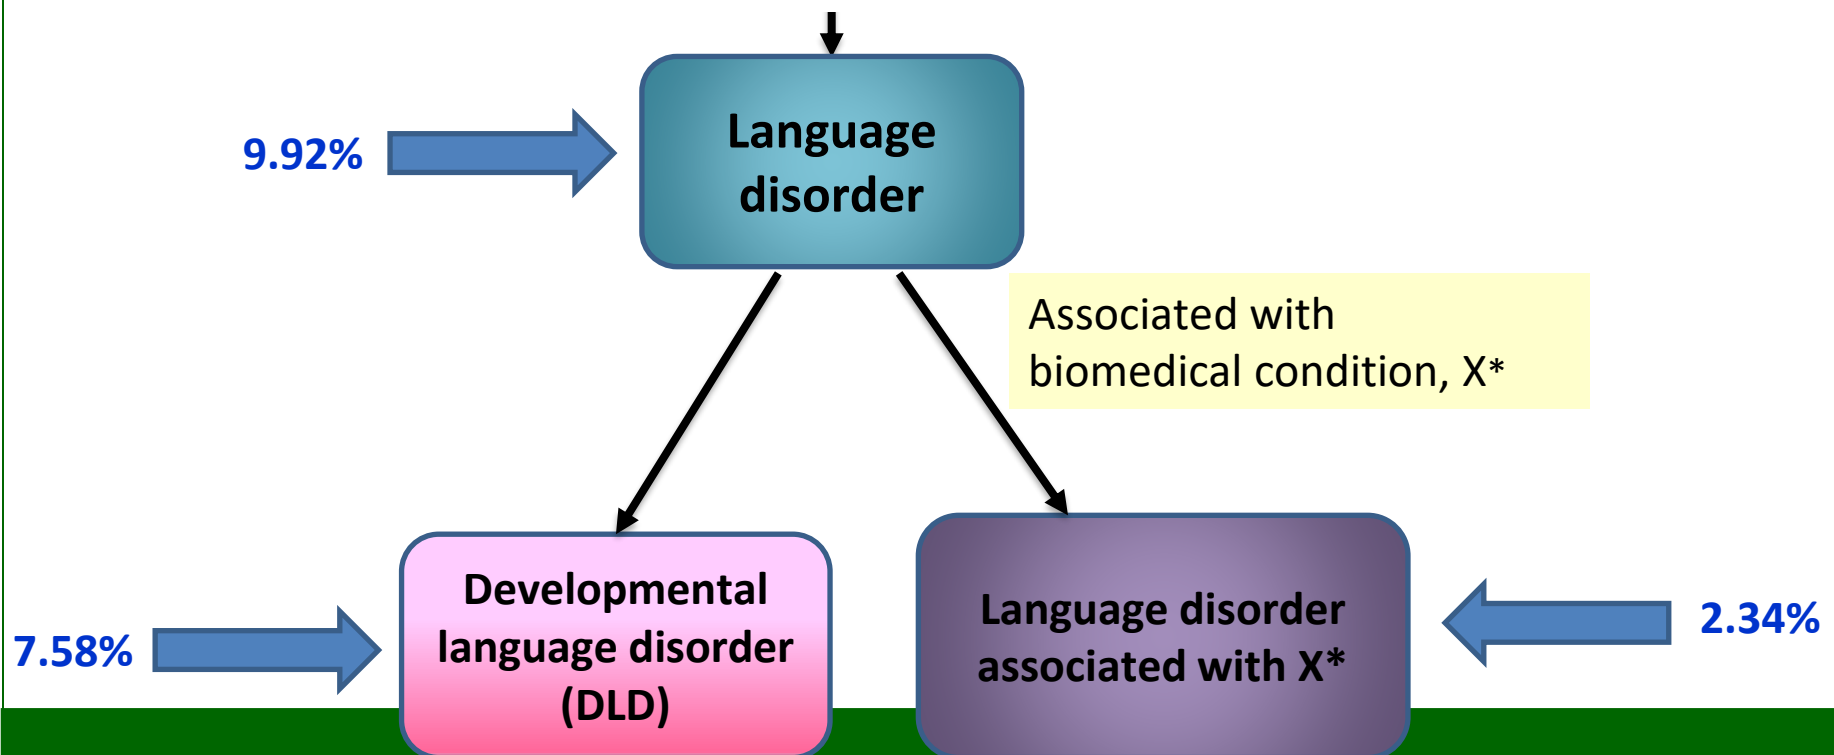 Language
disorder
9.92%
Associated with
biomedical condition, X*
Developmental
language disorder
(DLD)
7.58%
Language disorder
associated with X*
2.34%